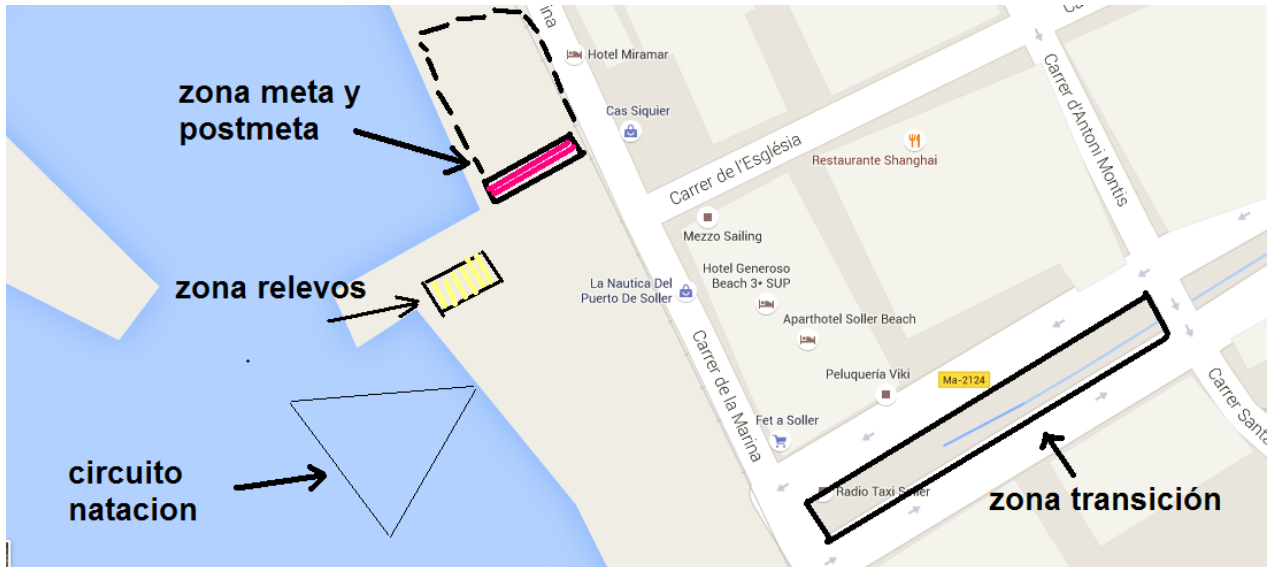 ina
Hotel Miramar
zona meta y
postmeta
Cas Siquier
Carrer de l'Església
Restaurante Shanghai
Carrer d'Antoni Montis
Mezzo Sailing
zona relevos
La Nautica Del
Puerto De Soller
Hotel Generoso
Beach 3* SUP
Aparthotel Soller Beach
Peluquería Viki
Ma-2124
Carrer de la Marina
Fet a Soller
Carrer Santa
circuito
natacion
Radio Taxi Soller
zona transición